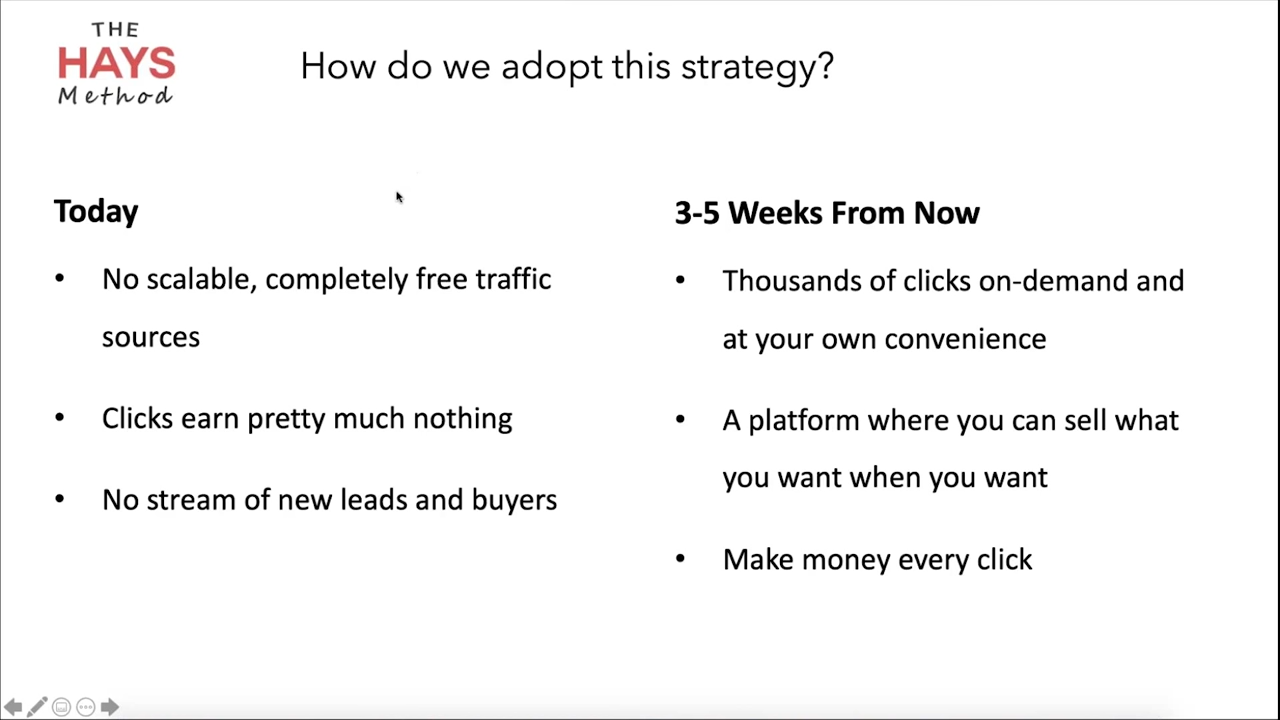 THE
HAYS
Method
How do we adopt this strategy?
Today
• No scalable, completely free traffic
sources
• Clicks earn pretty much nothing
• No stream of new leads and buyers
3-5 Weeks From Now
• Thousands of clicks on-demand and
at your own convenience
• A platform where you can sell what
you want when you want
• Make money every click